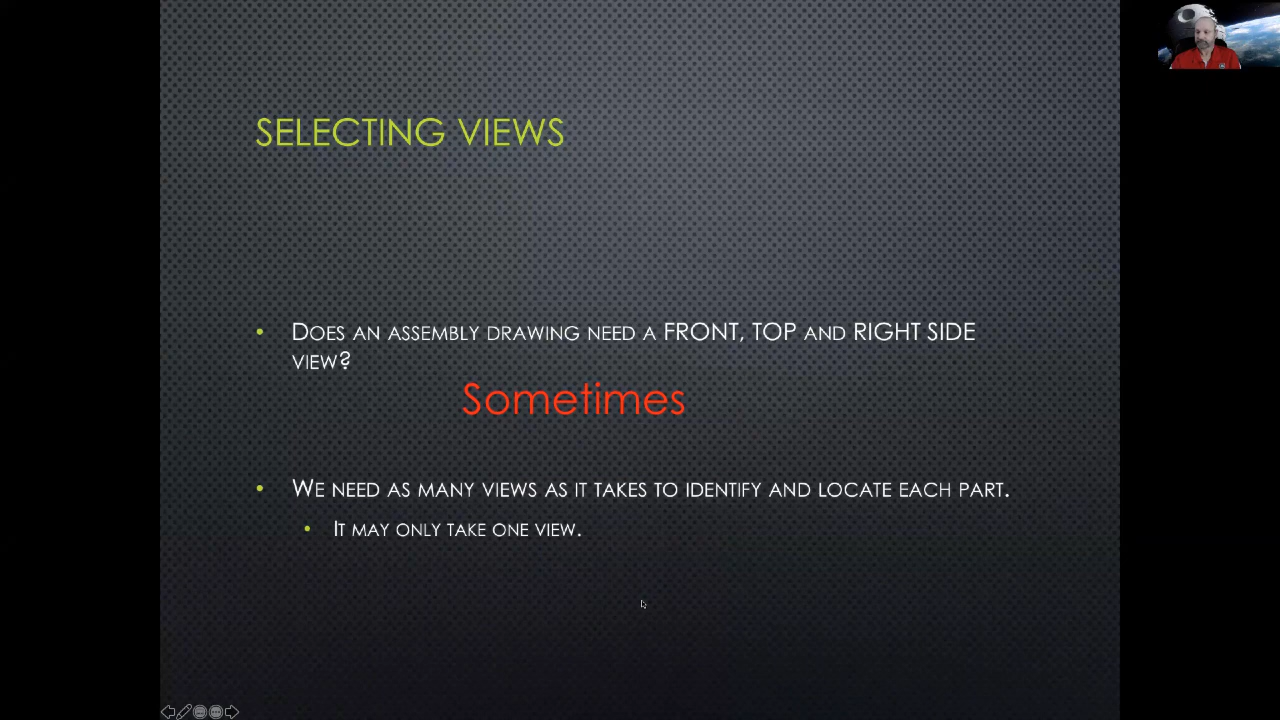 SELECTING VIEWS
DOES AN ASSEMBLY DRAWING NEED A FRONT, TOP AND RIGHT SIDE
VIEW?
Sometimes
WE NEED AS MANY VIEWS AS IT TAKES TO IDENTIFY AND LOCATE EACH PART.
IT MAY ONLY TAKE ONE VIEW.